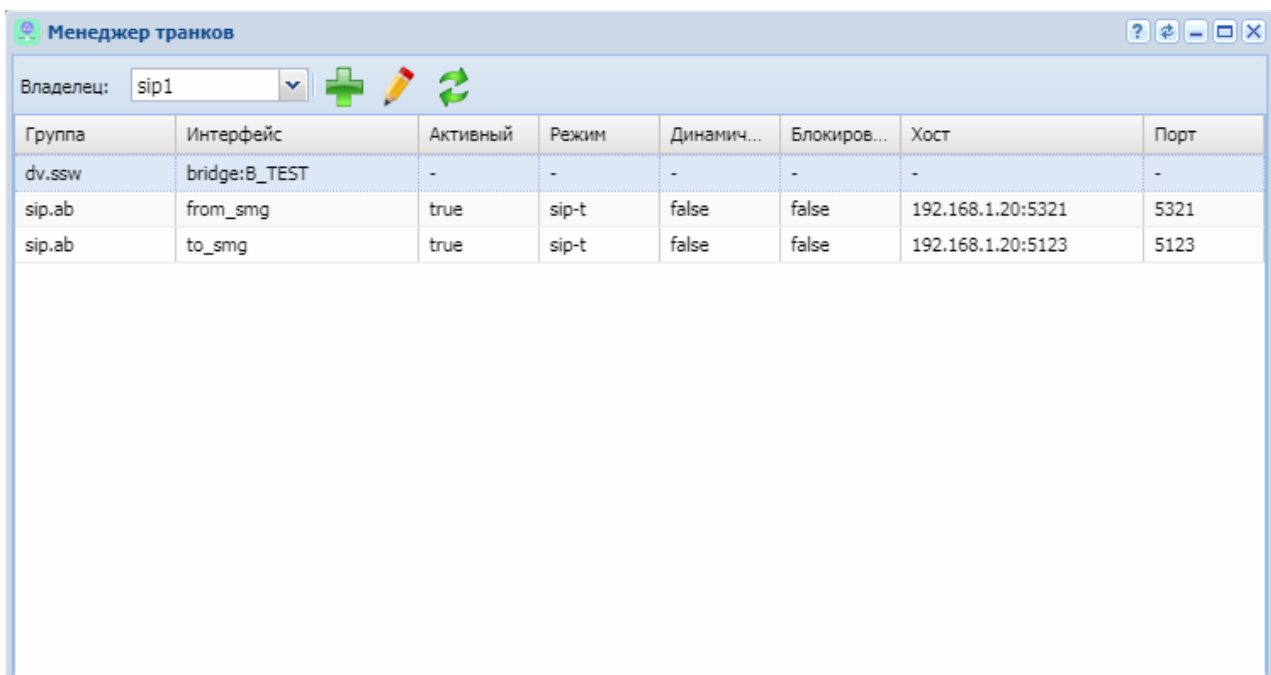 Менеджер транков
Владелец: sip1
Группа Интерфейс Активный Режим Динамич... Блокиров... Хост Порт
dv.ssw bridge:B_TEST - - - - - -
sip.ab from_smg true sip-t false false 192.168.1.20:5321 5321
sip.ab to_smg true sip-t false false 192.168.1.20:5123 5123